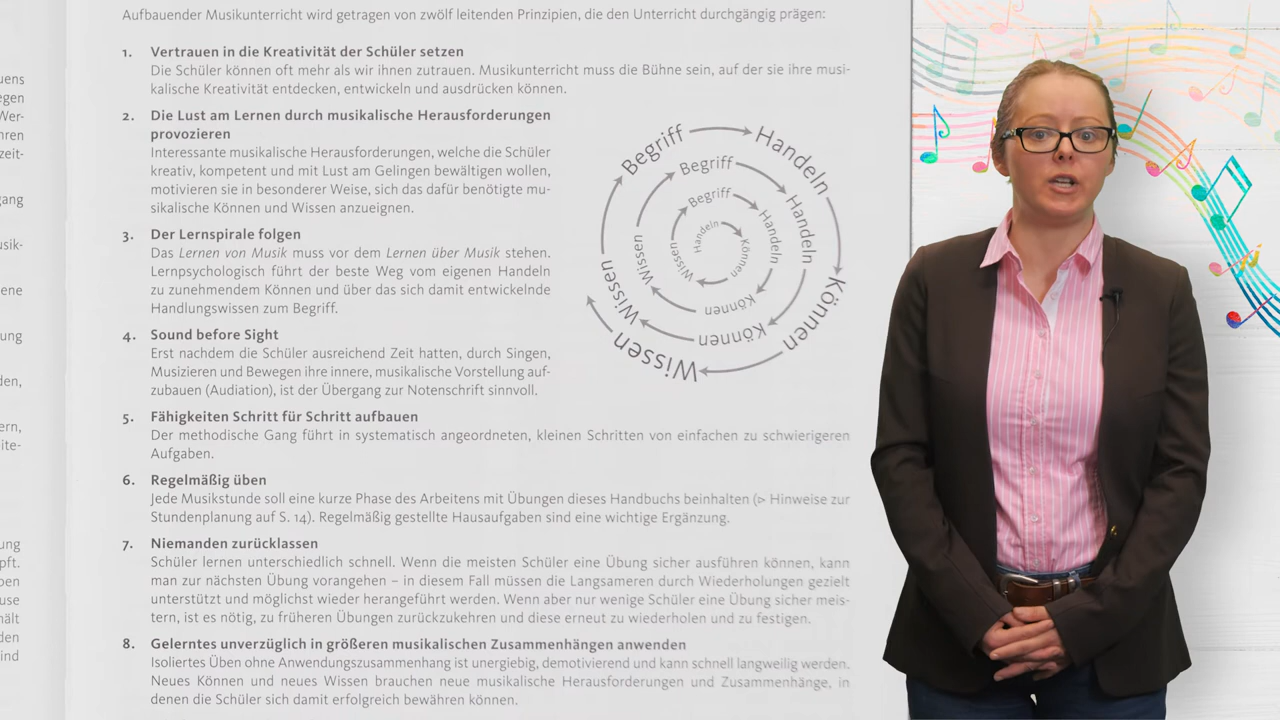 Aufbauender Musikunterricht wird getragen von zwölf leitenden Prinzipien, die den Unterricht durchgängig prägen:
1. Vertrauen in die Kreativität der Schüler setzen
Die Schüler können oft mehr als wir ihnen zutrauen. Musikunterricht muss die Bühne sein, auf der sie ihre musi-
kalische Kreativität entdecken, entwickeln und ausdrücken können.
2. Die Lust am Lernen durch musikalische Herausforderungen
provozieren
Interessante musikalische Herausforderungen, welche die Schüler
kreativ, kompetent und mit Lust am Gelingen bewältigen wollen,
motivieren sie in besonderer Weise, sich das dafür benötigte mu-
sikalische Können und Wissen anzueignen.
3. Der Lernspirale folgen
Das Lernen von Musik muss vor dem Lernen über Musik stehen.
Lernpsychologisch führt der beste Weg vom eigenen Handeln
zu zunehmendem Können und über das sich damit entwickelnde
Handlungswissen zum Begriff.
4. Sound before Sight
Erst nachdem die Schüler ausreichend Zeit hatten, durch Singen,
Musizieren und Bewegen ihre innere, musikalische Vorstellung auf-
zubauen (Audiation), ist der Übergang zur Notenschrift sinnvoll.
Handeln
Können
Wissen
Begriff
Handeln
Können
Wissen
Begriff
Handeln
Können
Wissen
Begriff
Handeln
Können
Wissen
5. Fähigkeiten Schritt für Schritt aufbauen
Der methodische Gang führt in systematisch angeordneten, kleinen Schritten von einfachen zu schwierigeren
Aufgaben.
6. Regelmäßig üben
Jede Musikstunde soll eine kurze Phase des Arbeitens mit Übungen dieses Handbuchs beinhalten (▻ Hinweise zur
Stundenplanung auf S. 14). Regelmäßig gestellte Hausaufgaben sind eine wichtige Ergänzung.
7. Niemanden zurücklassen
Schüler lernen unterschiedlich schnell. Wenn die meisten Schüler eine Übung sicher ausführen können, kann
man zur nächsten Übung weitergehen – in diesem Fall müssen die Langsameren durch Wiederholungen gezielt
unterstützt und möglichst wieder herangeführt werden. Wenn aber nur wenige Schüler eine Übung sicher meis-
tern, ist es nötig, zu früheren Übungen zurückzukehren und diese erneut zu wiederholen und zu festigen.
8. Gelerntes unverzüglich in größeren musikalischen Zusammenhängen anwenden
Isoliertes Üben ohne Anwendungszusammenhang ist unergiebig, demotivierend und kann schnell langweilig werden.
Neues Können und neues Wissen brauchen neue musikalische Herausforderungen und Zusammenhänge, in
denen die Schüler sich damit erfolgreich bewähren können.